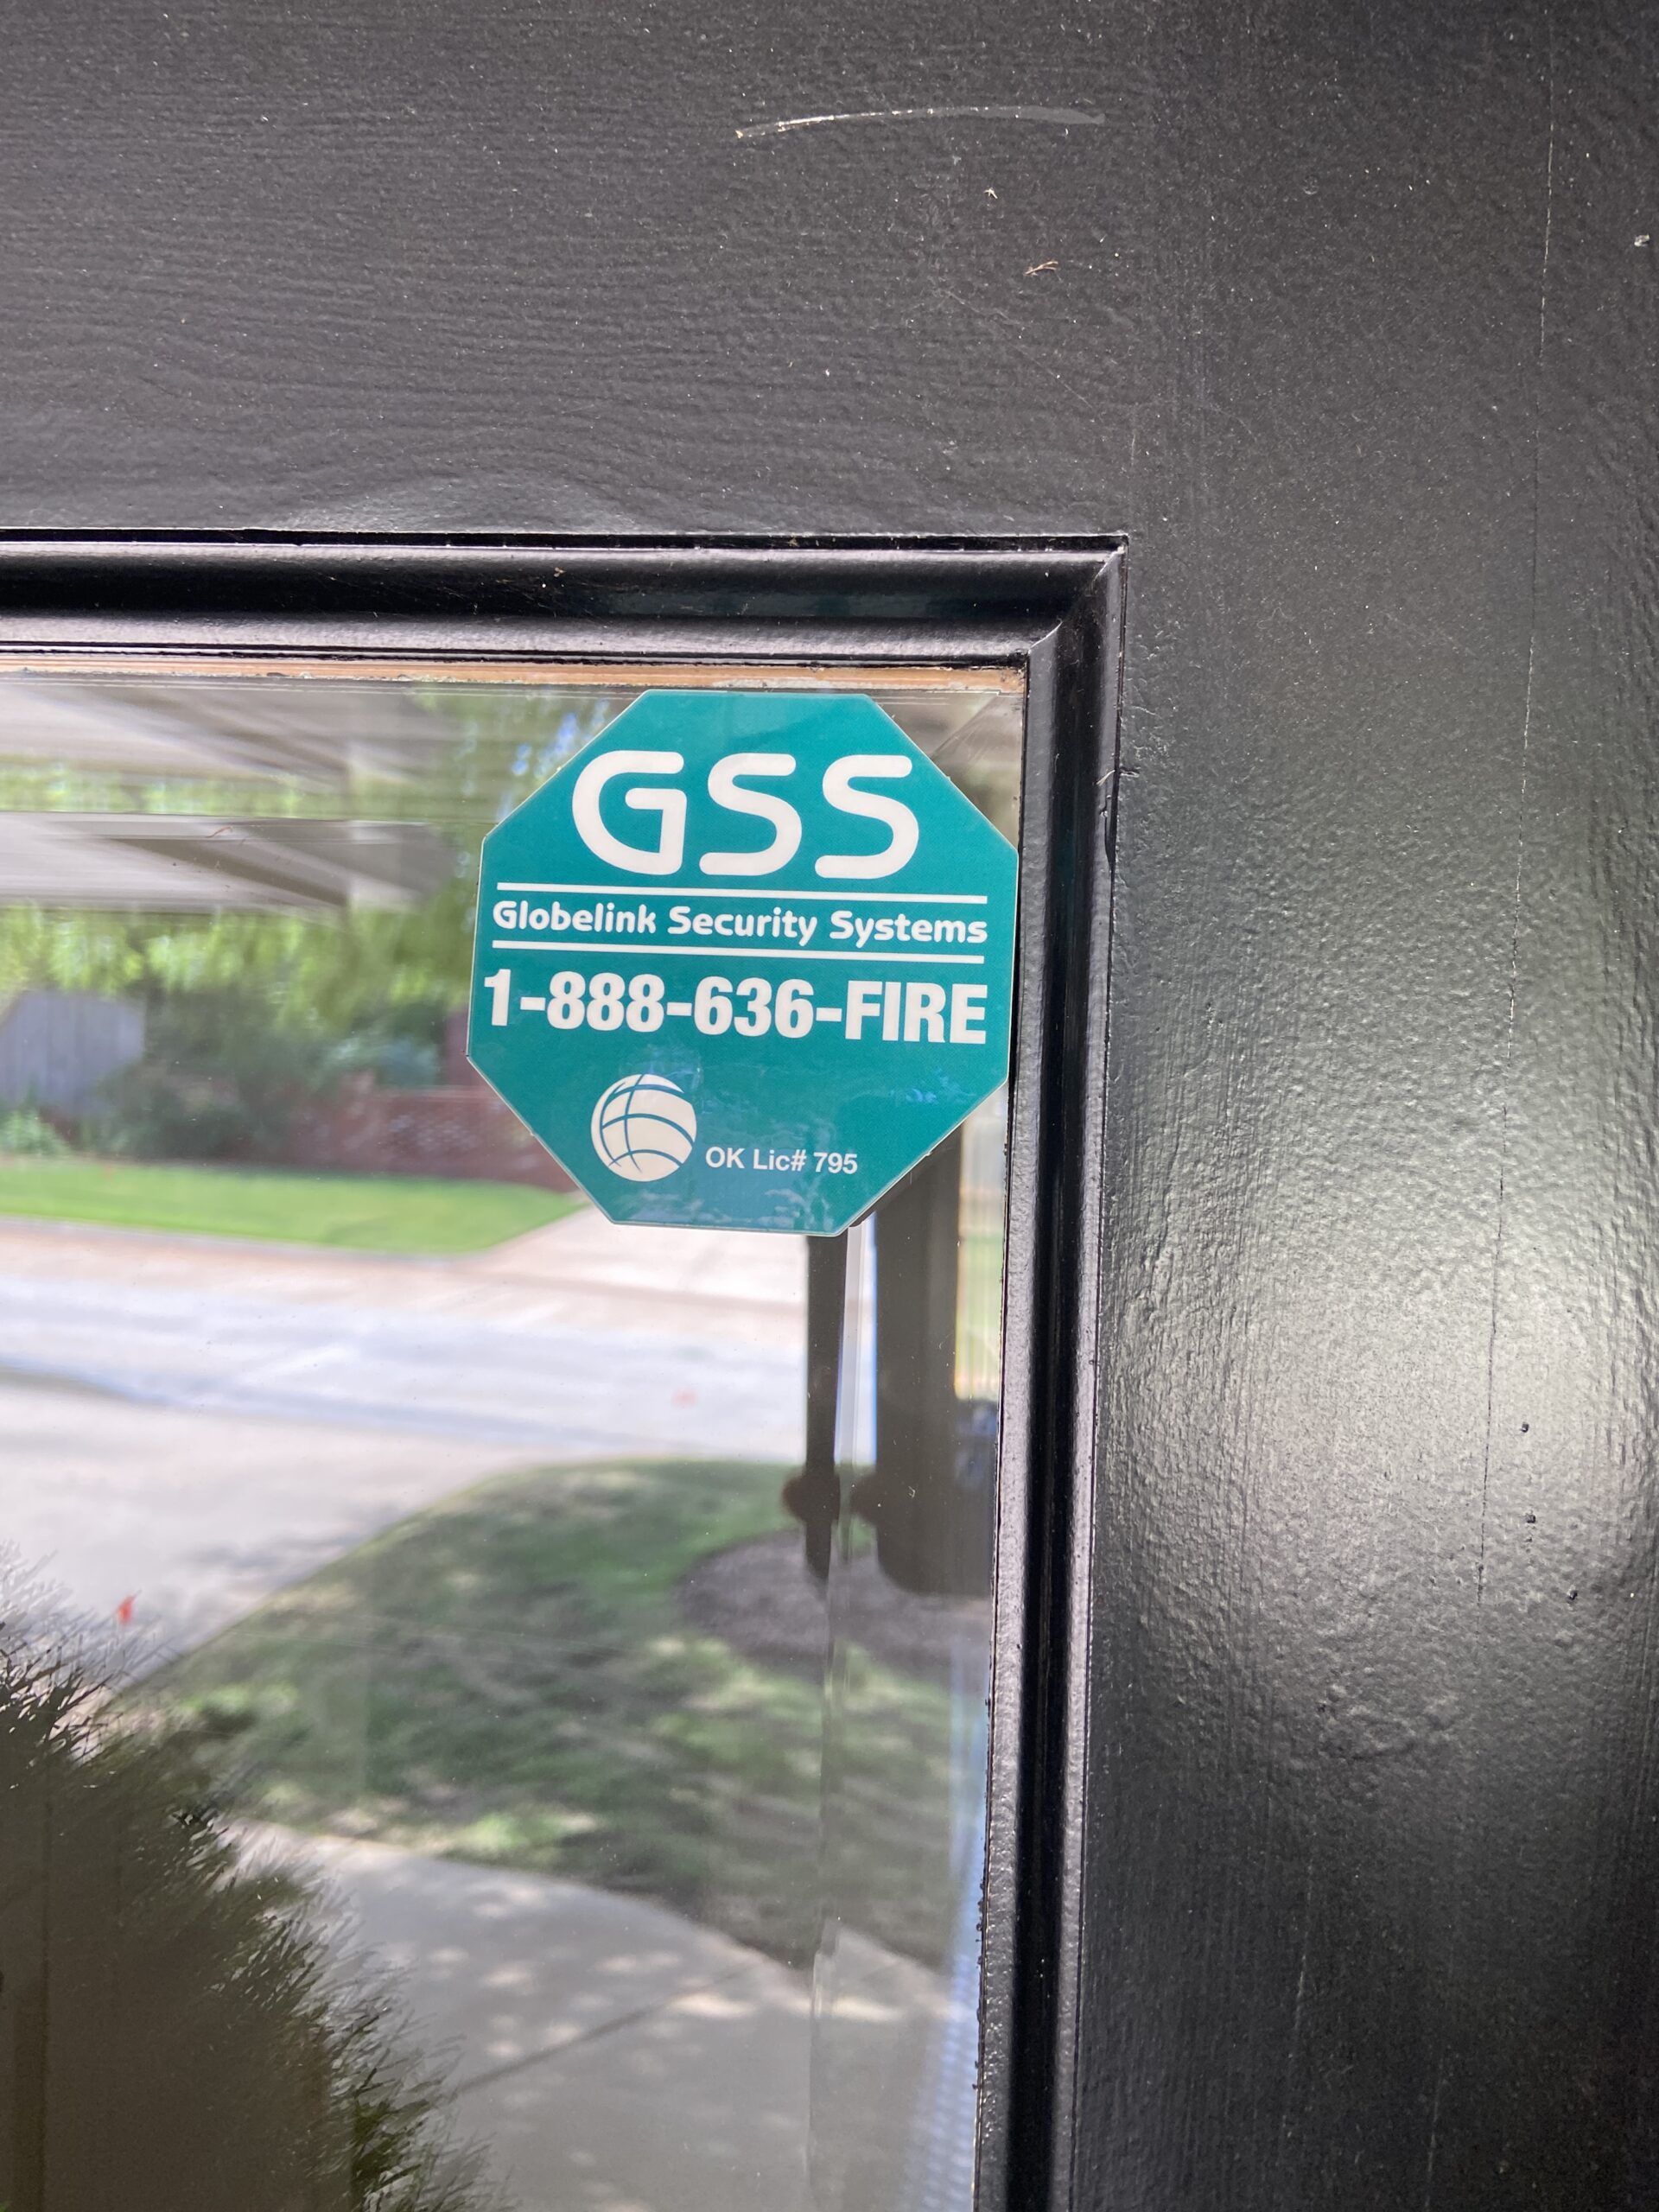 GSS
Globelink Security Systems
1-888-636-FIRE
OK Lic# 795